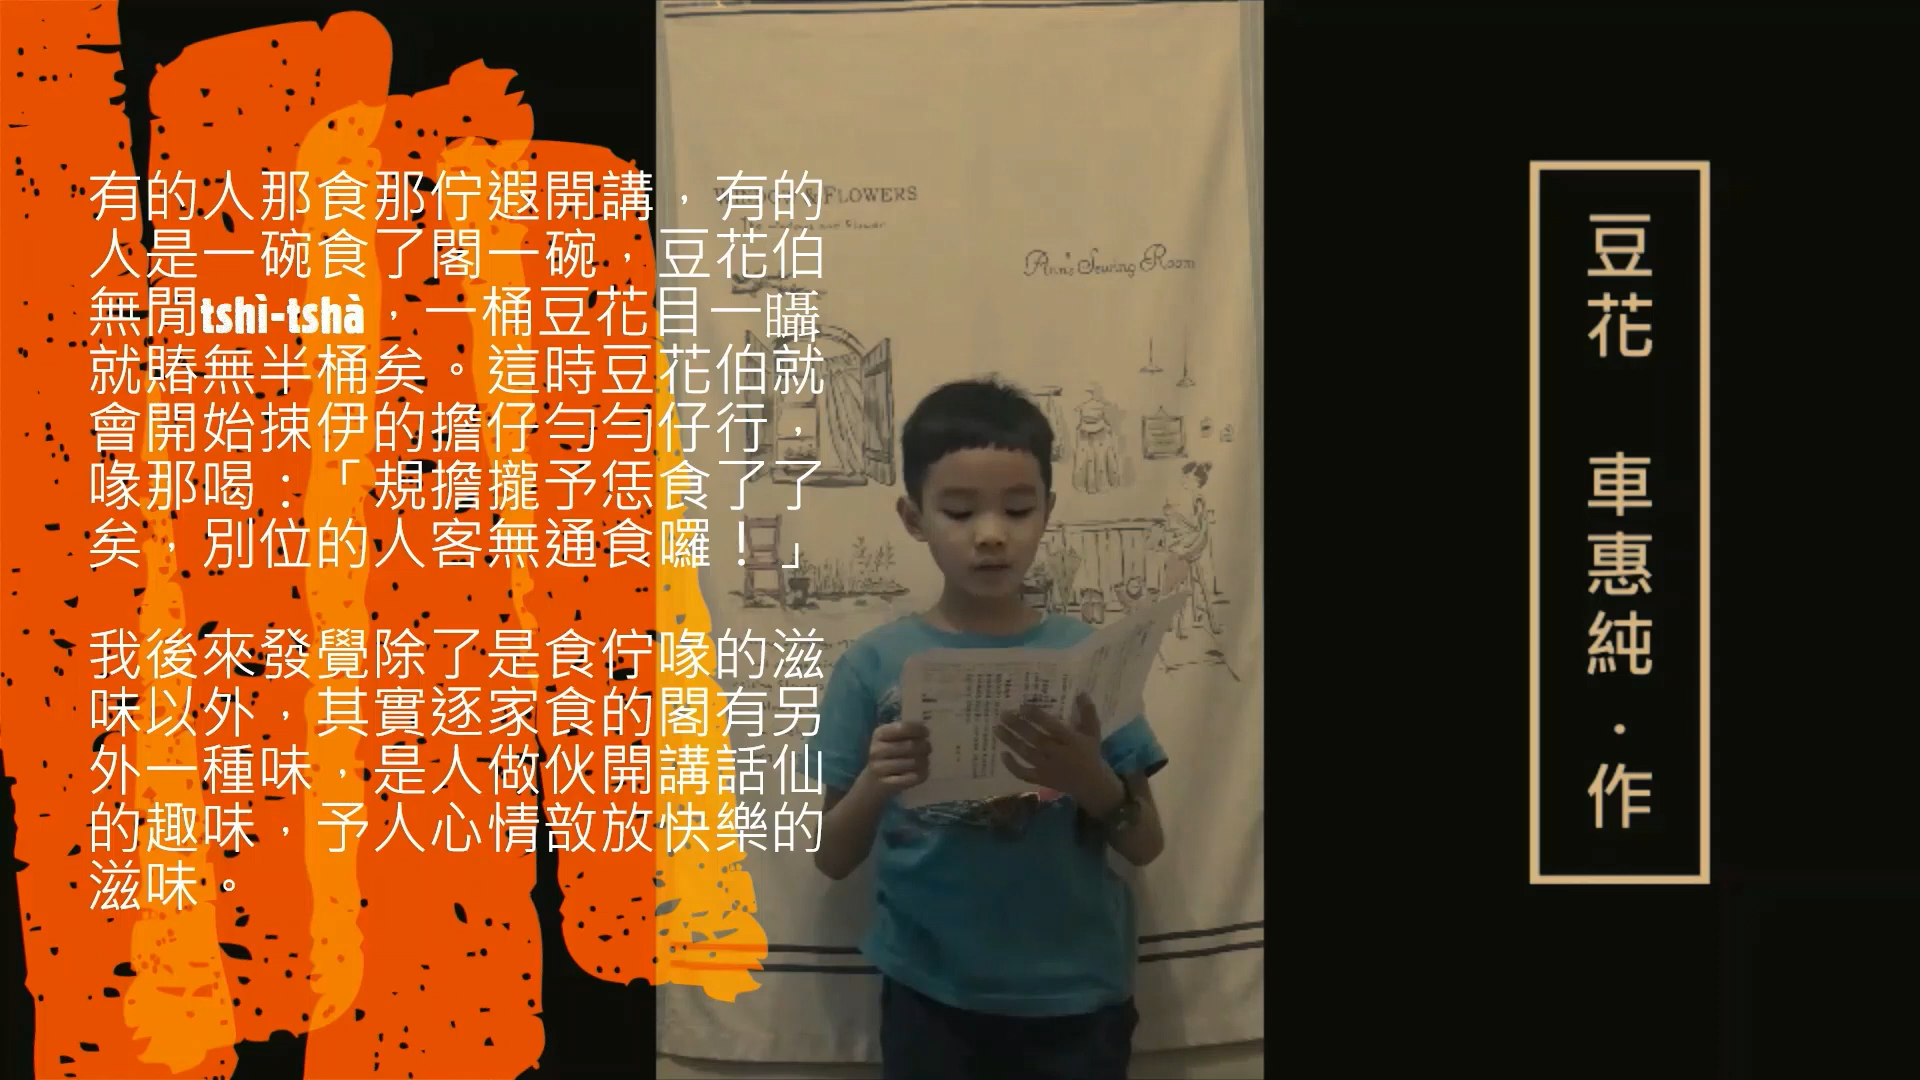 有的人那食那佇遐開講，有的
人是一碗食了閣一碗，豆花伯
無閒tshì-tshà，一桶豆花目一𥍉
就賰無半桶矣。這時豆花伯就
會開始捒伊的擔仔勻勻仔行，
喙那喝：「規擔攏予恁食了了
矣，別位的人客無通食囉！」
我後來發覺除了是食佇喙的滋
味以外，其實逐家食的閣有另
外一種味，是人做伙開講話仙
的趣味，予人心情敨放快樂的
滋味。
FLOWERS
Ann's Sewing Room
豆花 車惠純．作